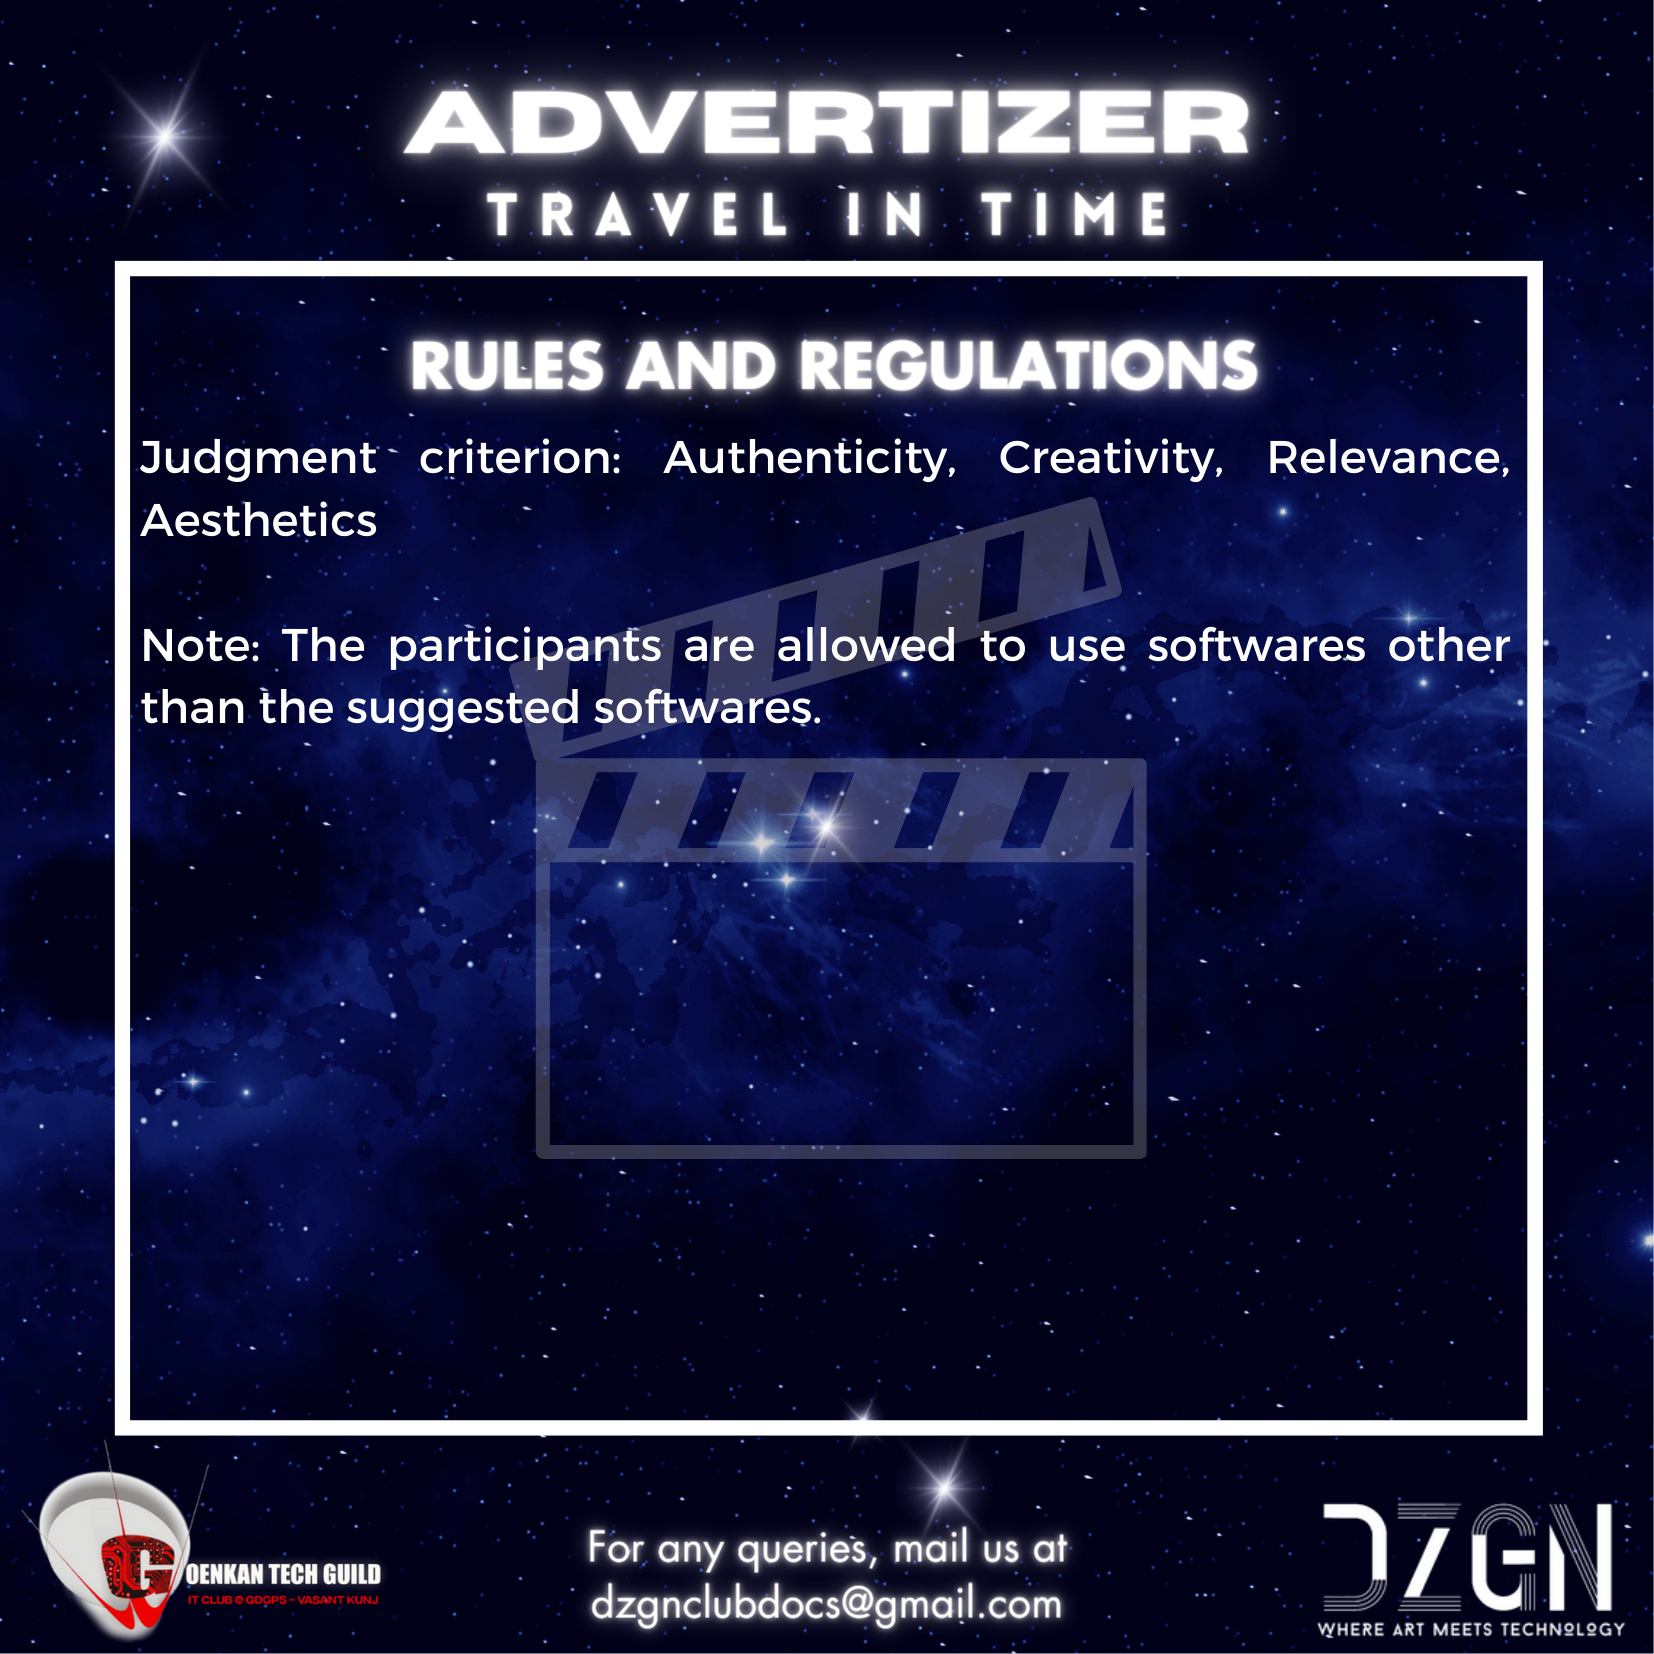 ADVERTIZER
TRAVEL IN TIME
RULES AND REGULATIONS
Judgment criterion: Authenticity, Creativity, Relevance,
Aesthetics
Note: The participants are allowed to use softwares other
than the suggested softwares.
GOENKAN TECH GUILD
IT CLUB @ GDGPS - VASANT KUNJ
For any queries, mail us at
dzgnclubdocs@gmail.com
DZGN
WHERE ART MEETS TECHNOLOGY